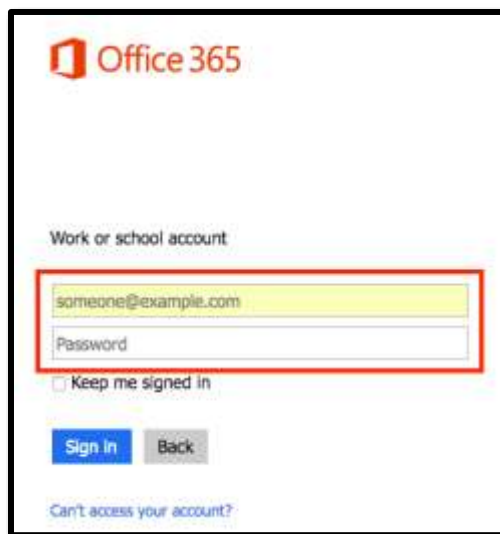 Office 365
Work or school account
someone@example.com
Password
Keep me signed in
Sign in Back
Can't access your account?